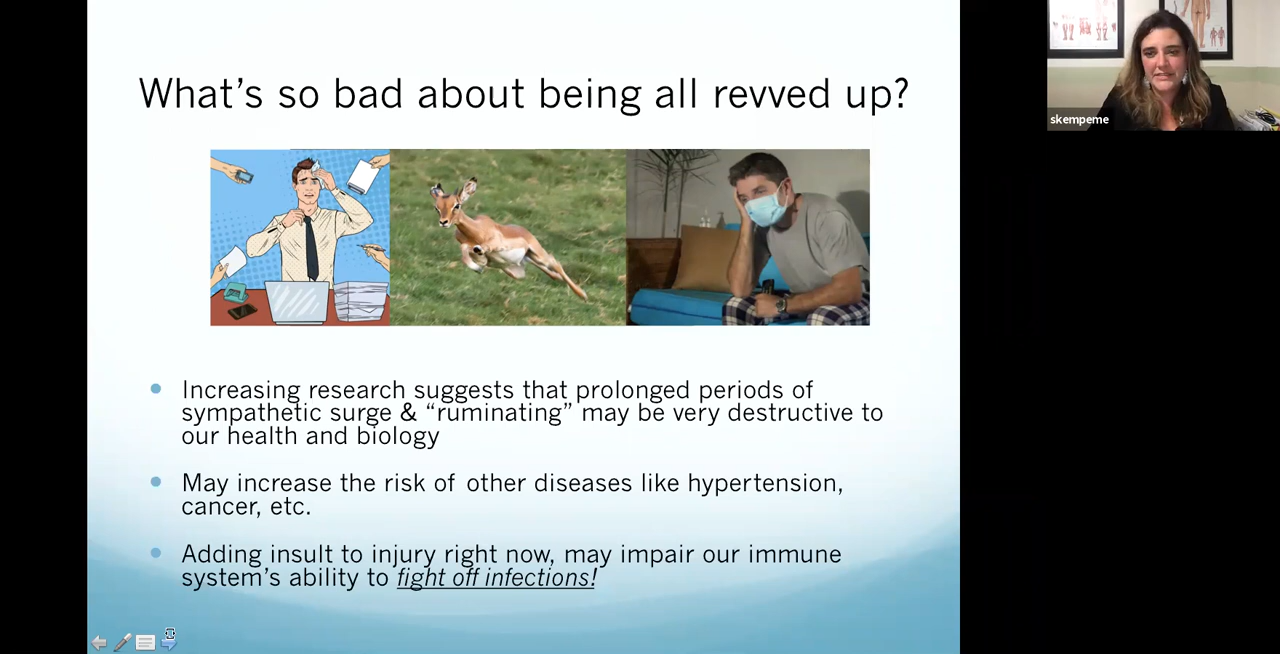 What's so bad about being all revved up?
skempeme
Increasing research suggests that prolonged periods of
sympathetic surge & “ruminating” may be very destructive to
our health and biology
May increase the risk of other diseases like hypertension,
cancer, etc.
Adding insult to injury right now, may impair our immune
system's ability to fight off infections!